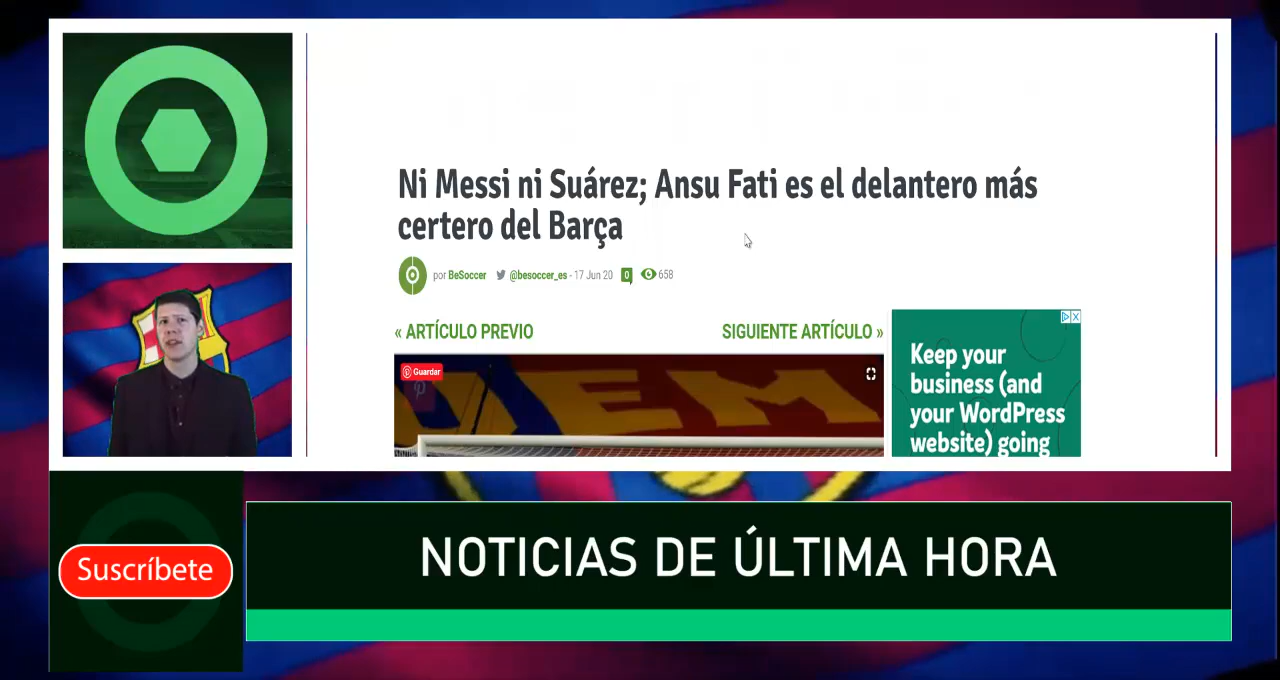 Ni Messi ni Suárez; Ansu Fati es el delantero más
certero del Barça
por BeSoccer @besoccer_es - 17 Jun 20 0 658
« ARTÍCULO PREVIO SIGUIENTE ARTÍCULO »
Guardar
Keep your
business (and
your WordPress
website) going
UEM
Suscríbete
NOTICIAS DE ÚLTIMA HORA